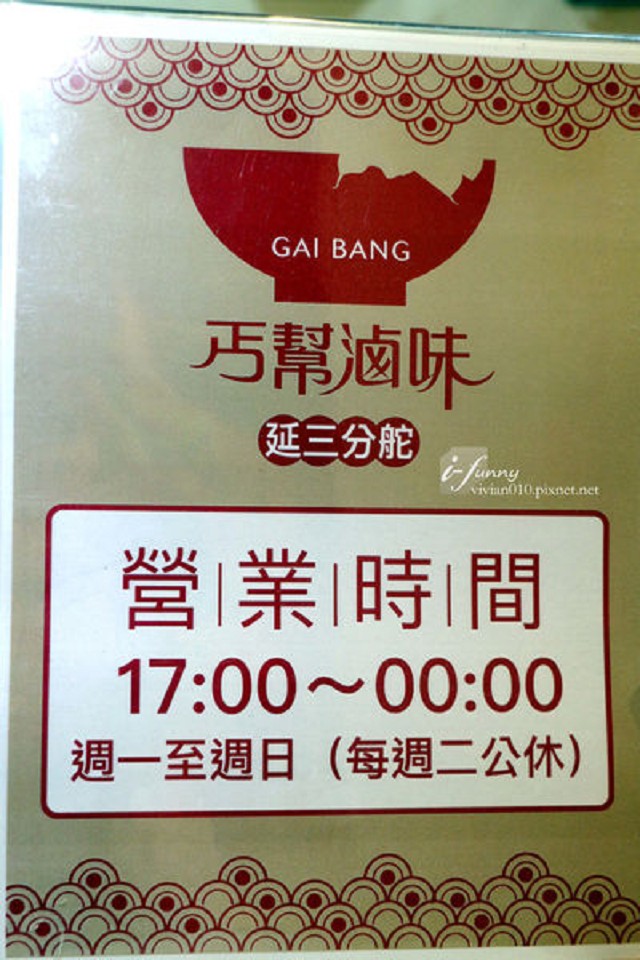 GAI BANG
丐幫滷味
延三分舵
i-funny
vivian010.pixnet.net
營|業|時|間
17:00～00:00
週一至週日（每週二公休）